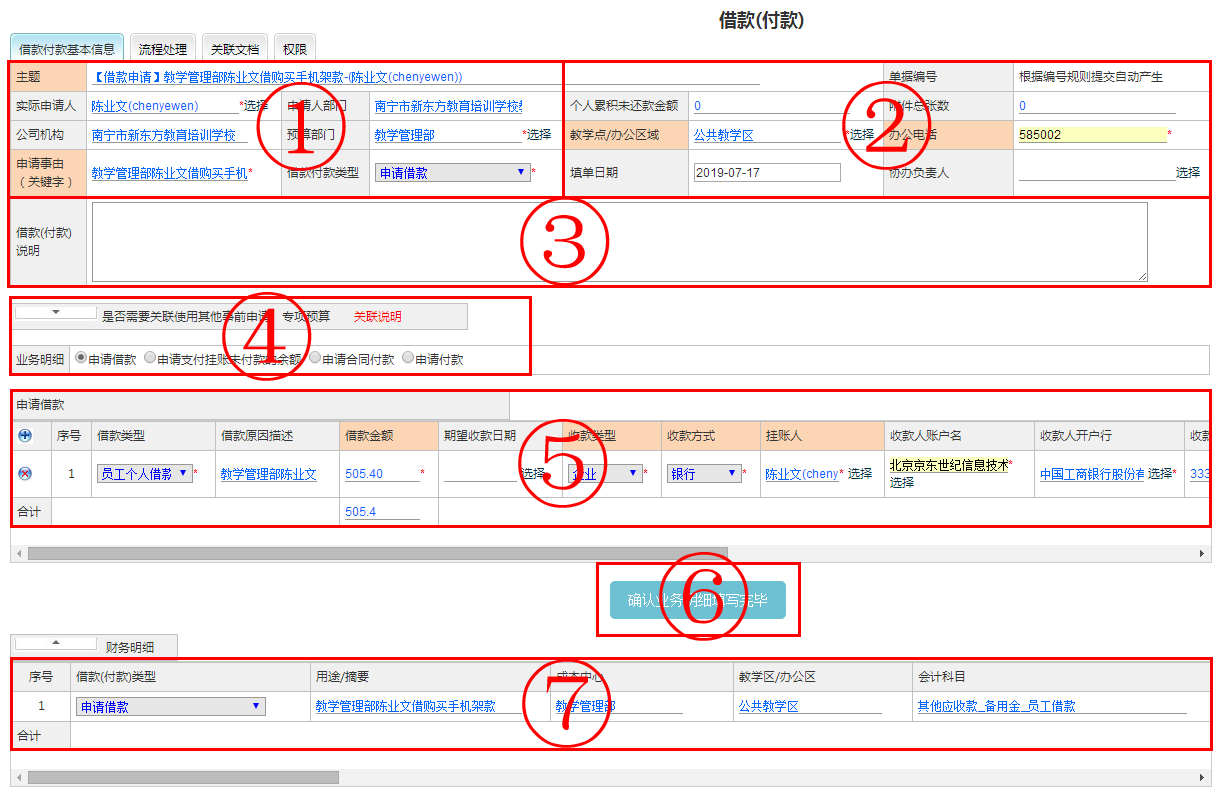 借款(付款)
借款付款基本信息 流程处理 关联文档 权限
主题 【借款申请】教学管理部陈业文借购买手机架款-(陈业文(chenyewen)) 单据编号 根据编号规则提交自动产生
实际申请人 陈业文(chenyewen) *选择 申请人部门 南宁市新东方教育培训学校 个人累积未还款金额 0 附件总张数 0
公司机构 南宁市新东方教育培训学校 预算部门 教学管理部 *选择 教学点/办公区域 公共教学区 *选择 办公电话 585002 *
申请事由
（关键字） 教学管理部陈业文借购买手机* 借款付款类型 申请借款 * 填单日期 2019-07-17 协办负责人 选择
① ②
借款(付款)
说明
③
是否需要关联使用其他事前申请 专项预算 关联说明
④
业务明细 申请借款 申请支付挂账未付款的余额 申请合同付款 申请付款
申请借款
序号 借款类型 借款原因描述 借款金额 期望收款日期 收款类型 收款方式 挂账人 收款人账户名 收款人开户行 收款
1 员工个人借款 * 教学管理部陈业文 505.40 * 选择 企业 * 银行 * 陈业文(cheny* 选择 北京京东世纪信息技术* 选择 中国工商银行股份有 选择* 333
⑤
合计 505.4
确认业务明细填写完毕
⑥
财务明细
序号 借款(付款)类型 用途/摘要 成本中心 教学区/办公区 会计科目
1 申请借款 教学管理部陈业文借购买手机架款 教学管理部 公共教学区 其他应收款_备用金_员工借款
⑦
合计